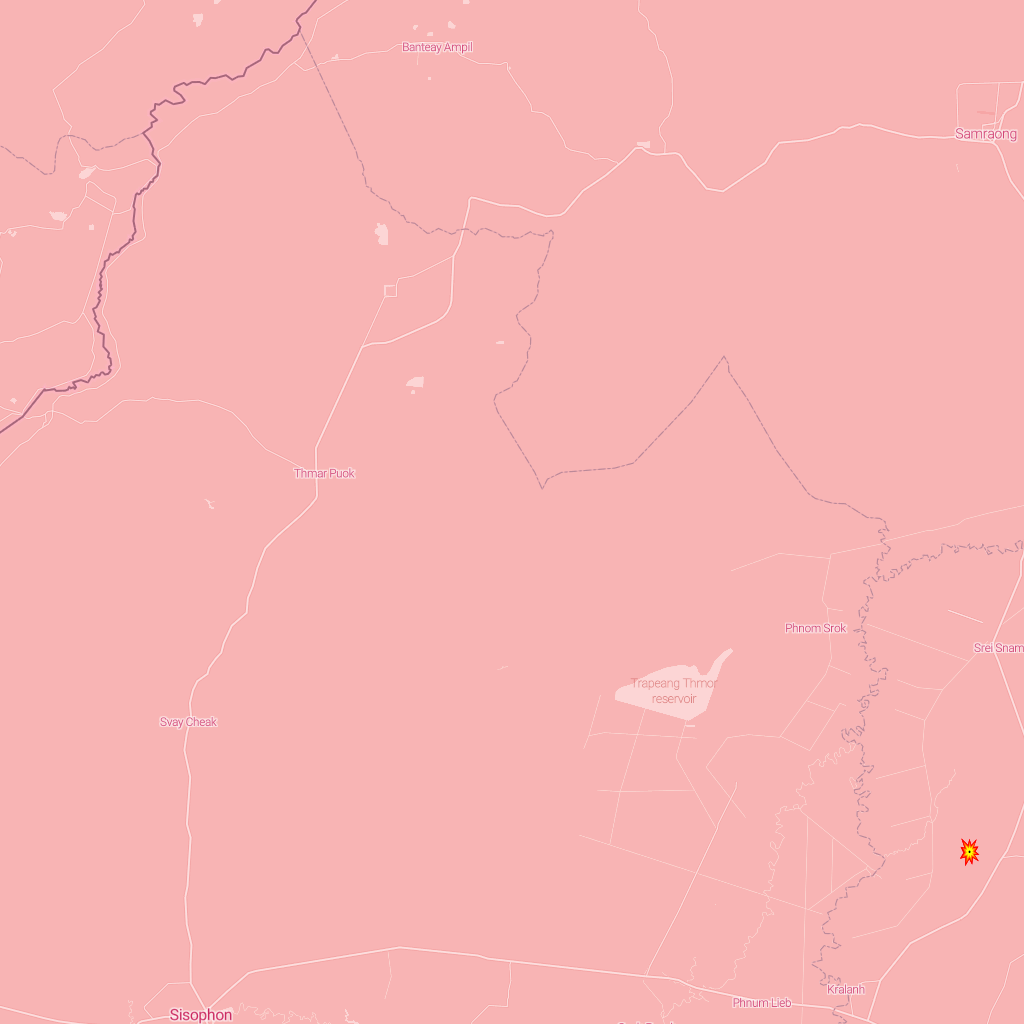 Banteay Ampil
Samraong
Thmar Puok
Phnom Srok
Srei Snam
Trapeang Thmor
reservoir
Svay Cheak
Kralanh
Phnum Lieb
Sisophon